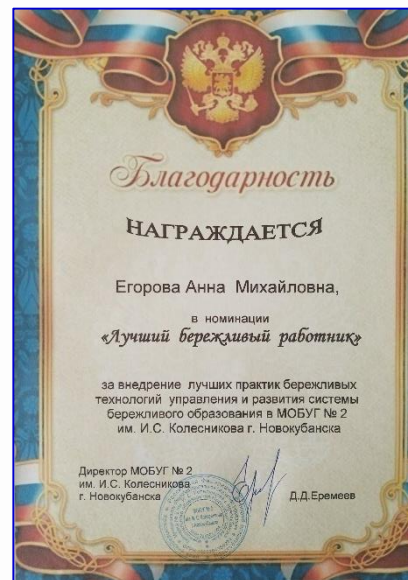 Благодарность
НАГРАЖДАЕТСЯ
Егорова Анна Михайловна,
в номинации
«Лучший бережливый работник»
за внедрение лучших практик бережливых
технологий управления и развития системы
бережливого образования в МОБУГ № 2
им. И.С. Колесникова г. Новокубанска
Директор МОБУГ № 2
им. И.С. Колесникова
г. Новокубанска
Д.Д.Еремеев